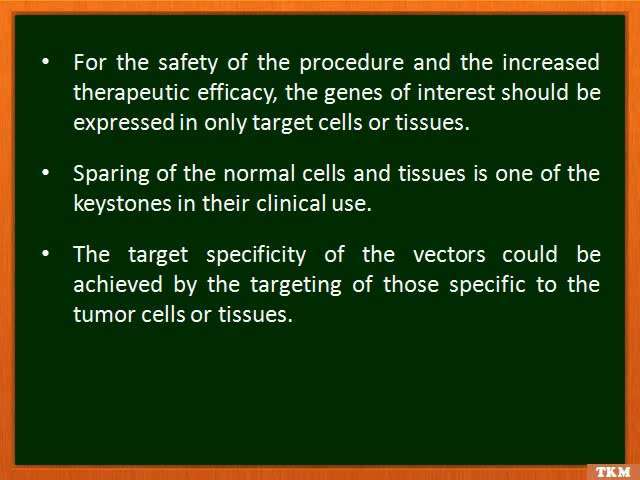 • For the safety of the procedure and the increased
therapeutic efficacy, the genes of interest should be
expressed in only target cells or tissues.
• Sparing of the normal cells and tissues is one of the
keystones in their clinical use.
• The target specificity of the vectors could be
achieved by the targeting of those specific to the
tumor cells or tissues.
TKM